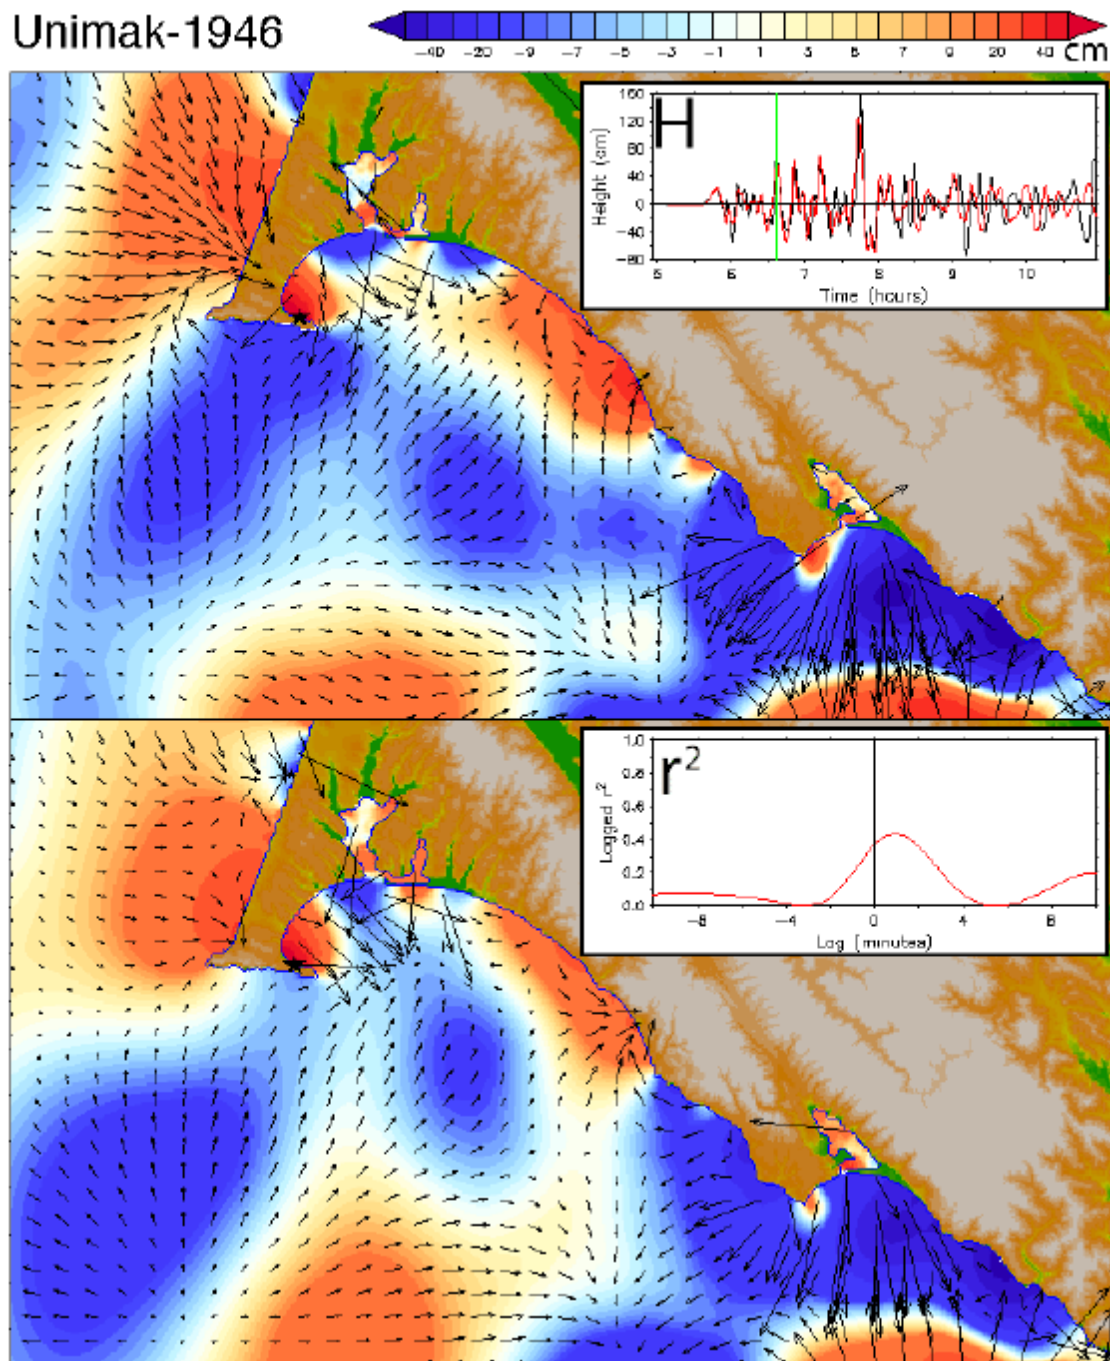 Unimak-1946
-40 -20 -9 -7 -5 -3 -1 1 3 5 7 9 20 40 cm
H
Height (cm)
160
120
80
40
0
-40
-80
5 6 7 8 9 10
Time (hours)
r2
Lagged r2
1.0
0.8
0.6
0.4
0.2
0.0
-8 -4 0 4 8
Lag (minutes)